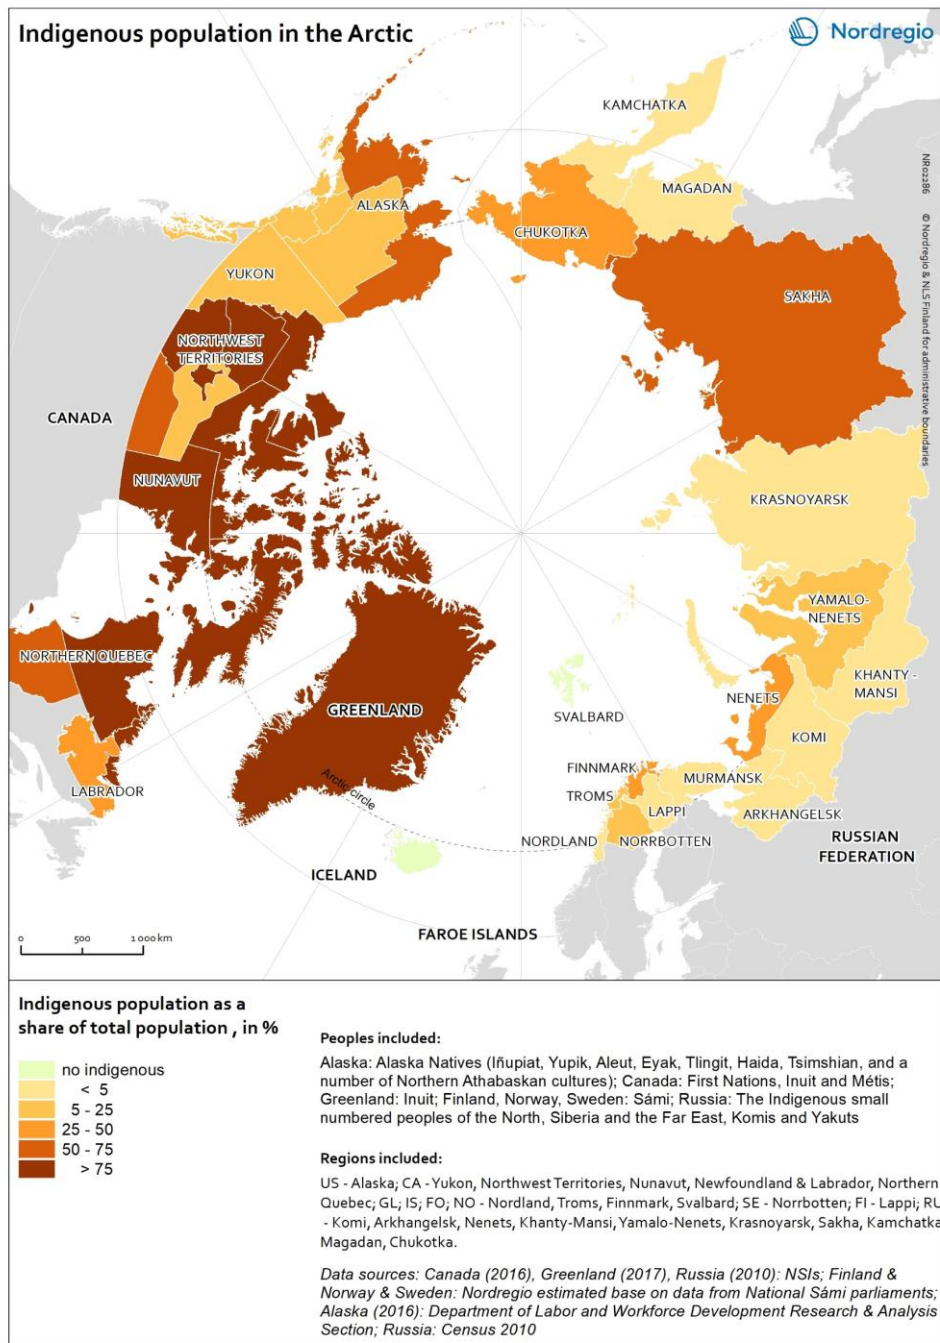 Indigenous population in the Arctic
Nordregio
KAMCHATKA
MAGADAN
ALASKA
CHUKOTKA
YUKON
SAKHA
NORTHWEST
TERRITORIES
CANADA
NUNAVUT
KRASNOYARSK
YAMALO-
NENETS
NORTHERN QUEBEC
KHANTY-
MANSI
GREENLAND
SVALBARD
NENETS
KOMI
FINNMARK
MURMANSK
LABRADOR
TROMS
Arctic circle
LAPPI
ARKHANGELSK
NORDLAND
NORRBOTTEN
RUSSIAN
FEDERATION
ICELAND
FAROE ISLANDS
0 500 1 000 km
NR02286 © Nordregio & NLS Finland for administrative boundaries
Indigenous population as a
share of total population , in %
no indigenous
< 5
5 - 25
25 - 50
50 - 75
> 75
Peoples included:
Alaska: Alaska Natives (Iñupiat, Yupik, Aleut, Eyak, Tlingit, Haida, Tsimshian, and a
number of Northern Athabaskan cultures); Canada: First Nations, Inuit and Métis;
Greenland: Inuit; Finland, Norway, Sweden: Sámi; Russia: The Indigenous small
numbered peoples of the North, Siberia and the Far East, Komis and Yakuts
Regions included:
US - Alaska; CA - Yukon, Northwest Territories, Nunavut, Newfoundland & Labrador, Northern
Quebec; GL; IS; FO; NO - Nordland, Troms, Finnmark, Svalbard; SE - Norrbotten; FI - Lappi; RU
- Komi, Arkhangelsk, Nenets, Khanty-Mansi, Yamalo-Nenets, Krasnoyarsk, Sakha, Kamchatka
Magadan, Chukotka.
Data sources: Canada (2016), Greenland (2017), Russia (2010): NSIs; Finland &
Norway & Sweden: Nordregio estimated base on data from National Sámi parliaments;
Alaska (2016): Department of Labor and Workforce Development Research & Analysis
Section; Russia: Census 2010